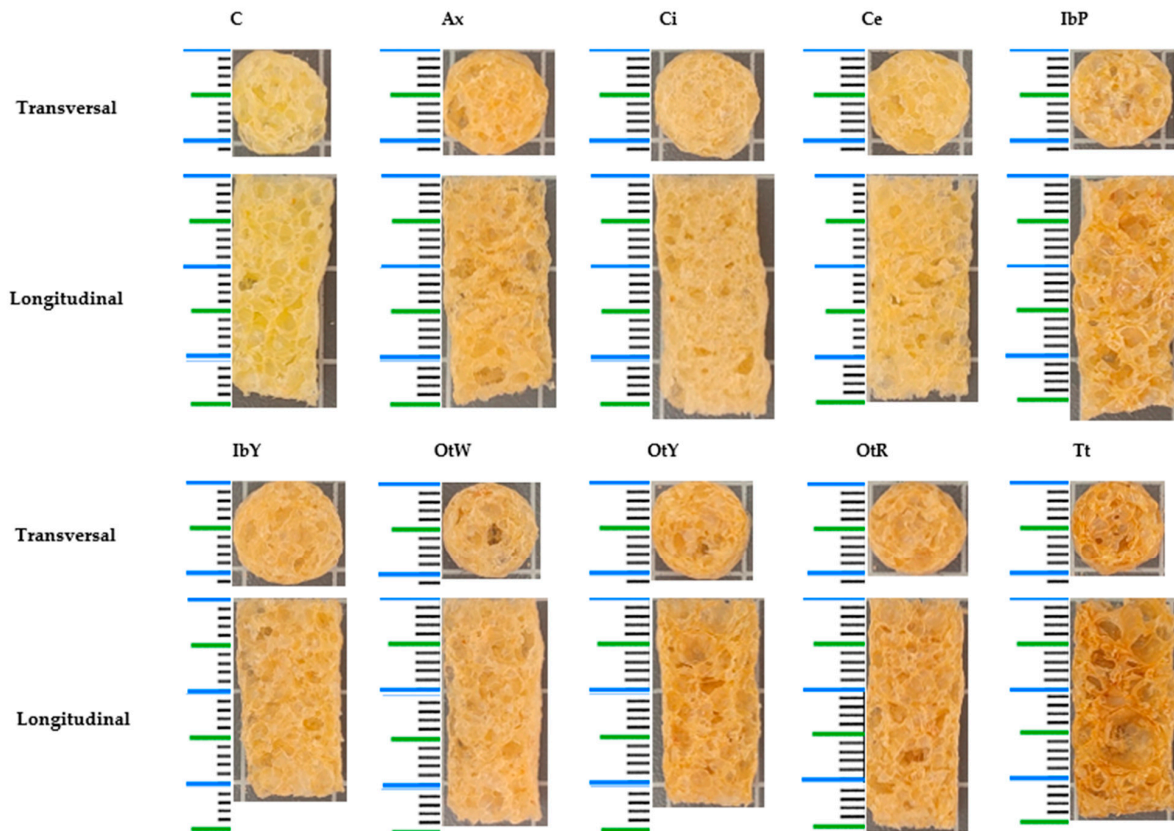 C Ax Ci Ce IbP
Transversal
Longitudinal
IbY OtW OtY OtR Tt
Transversal
Longitudinal